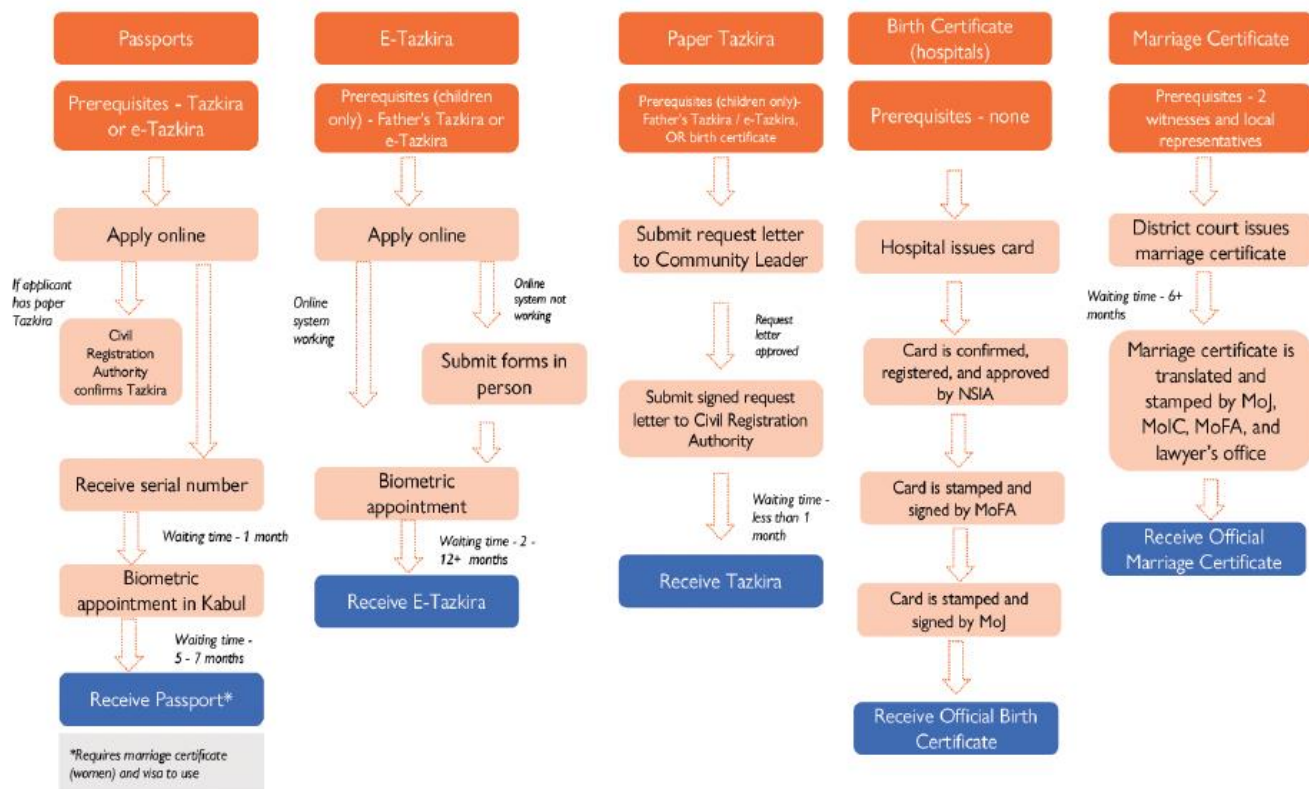 Passports
Prerequisites - Tazkira
or e-Tazkira
Apply online
If applicant
has paper
Tazkira
Civil
Registration
Authority
confirms Tazkira
Receive serial number
Waiting time - 1 month
Biometric
appointment in Kabul
Waiting time -
5 - 7 months
Receive Passport*
*Requires marriage certificate
(women) and visa to use
E-Tazkira
Prerequisites (children
only) - Father's Tazkira or
e-Tazkira
Apply online
Online
system
working
Online
system not
working
Submit forms in
person
Biometric
appointment
Waiting time - 2 -
12+ months
Receive E-Tazkira
Paper Tazkira
Prerequisites (children only)-
Father's Tazkira / e-Tazkira,
OR birth certificate
Submit request letter
to Community Leader
Request
letter
approved
Submit signed request
letter to Civil Registration
Authority
Waiting time -
less than 1
month
Receive Tazkira
Birth Certificate
(hospitals)
Prerequisites - none
Hospital issues card
Card is confirmed,
registered, and approved
by NSIA
Card is stamped and
signed by MoFA
Card is stamped and
signed by MoJ
Receive Official Birth
Certificate
Marriage Certificate
Prerequisites - 2
witnesses and local
representatives
District court issues
marriage certificate
Waiting time - 6+
months
Marriage certificate is
translated and
stamped by MoJ,
MoIC, MoFA, and
lawyer's office
Receive Official
Marriage Certificate